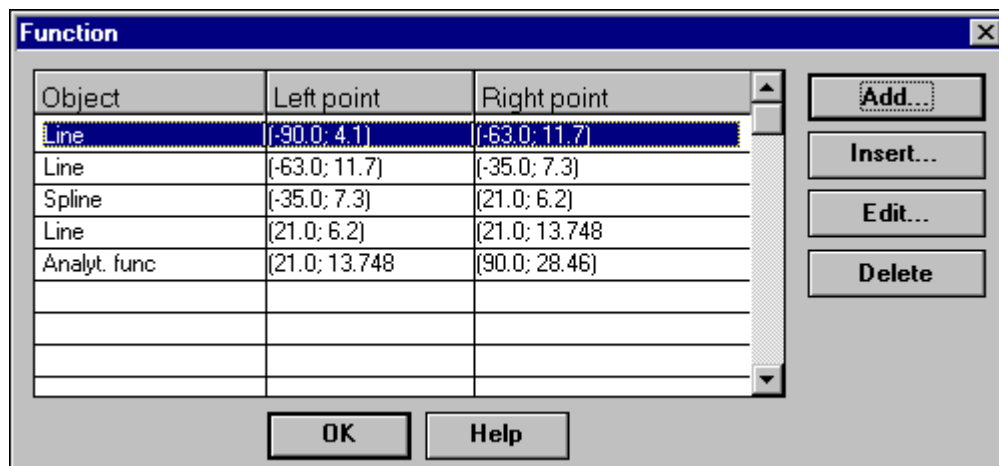 Function
Object Left point Right point
Line (-90.0; 4.1) (-63.0; 11.7)
Line (-63.0; 11.7) (-35.0; 7.3)
Spline (-35.0; 7.3) (21.0; 6.2)
Line (21.0; 6.2) (21.0; 13.748
Analyt. func (21.0; 13.748 (90.0; 28.46)
Add...
Insert...
Edit...
Delete
OK Help